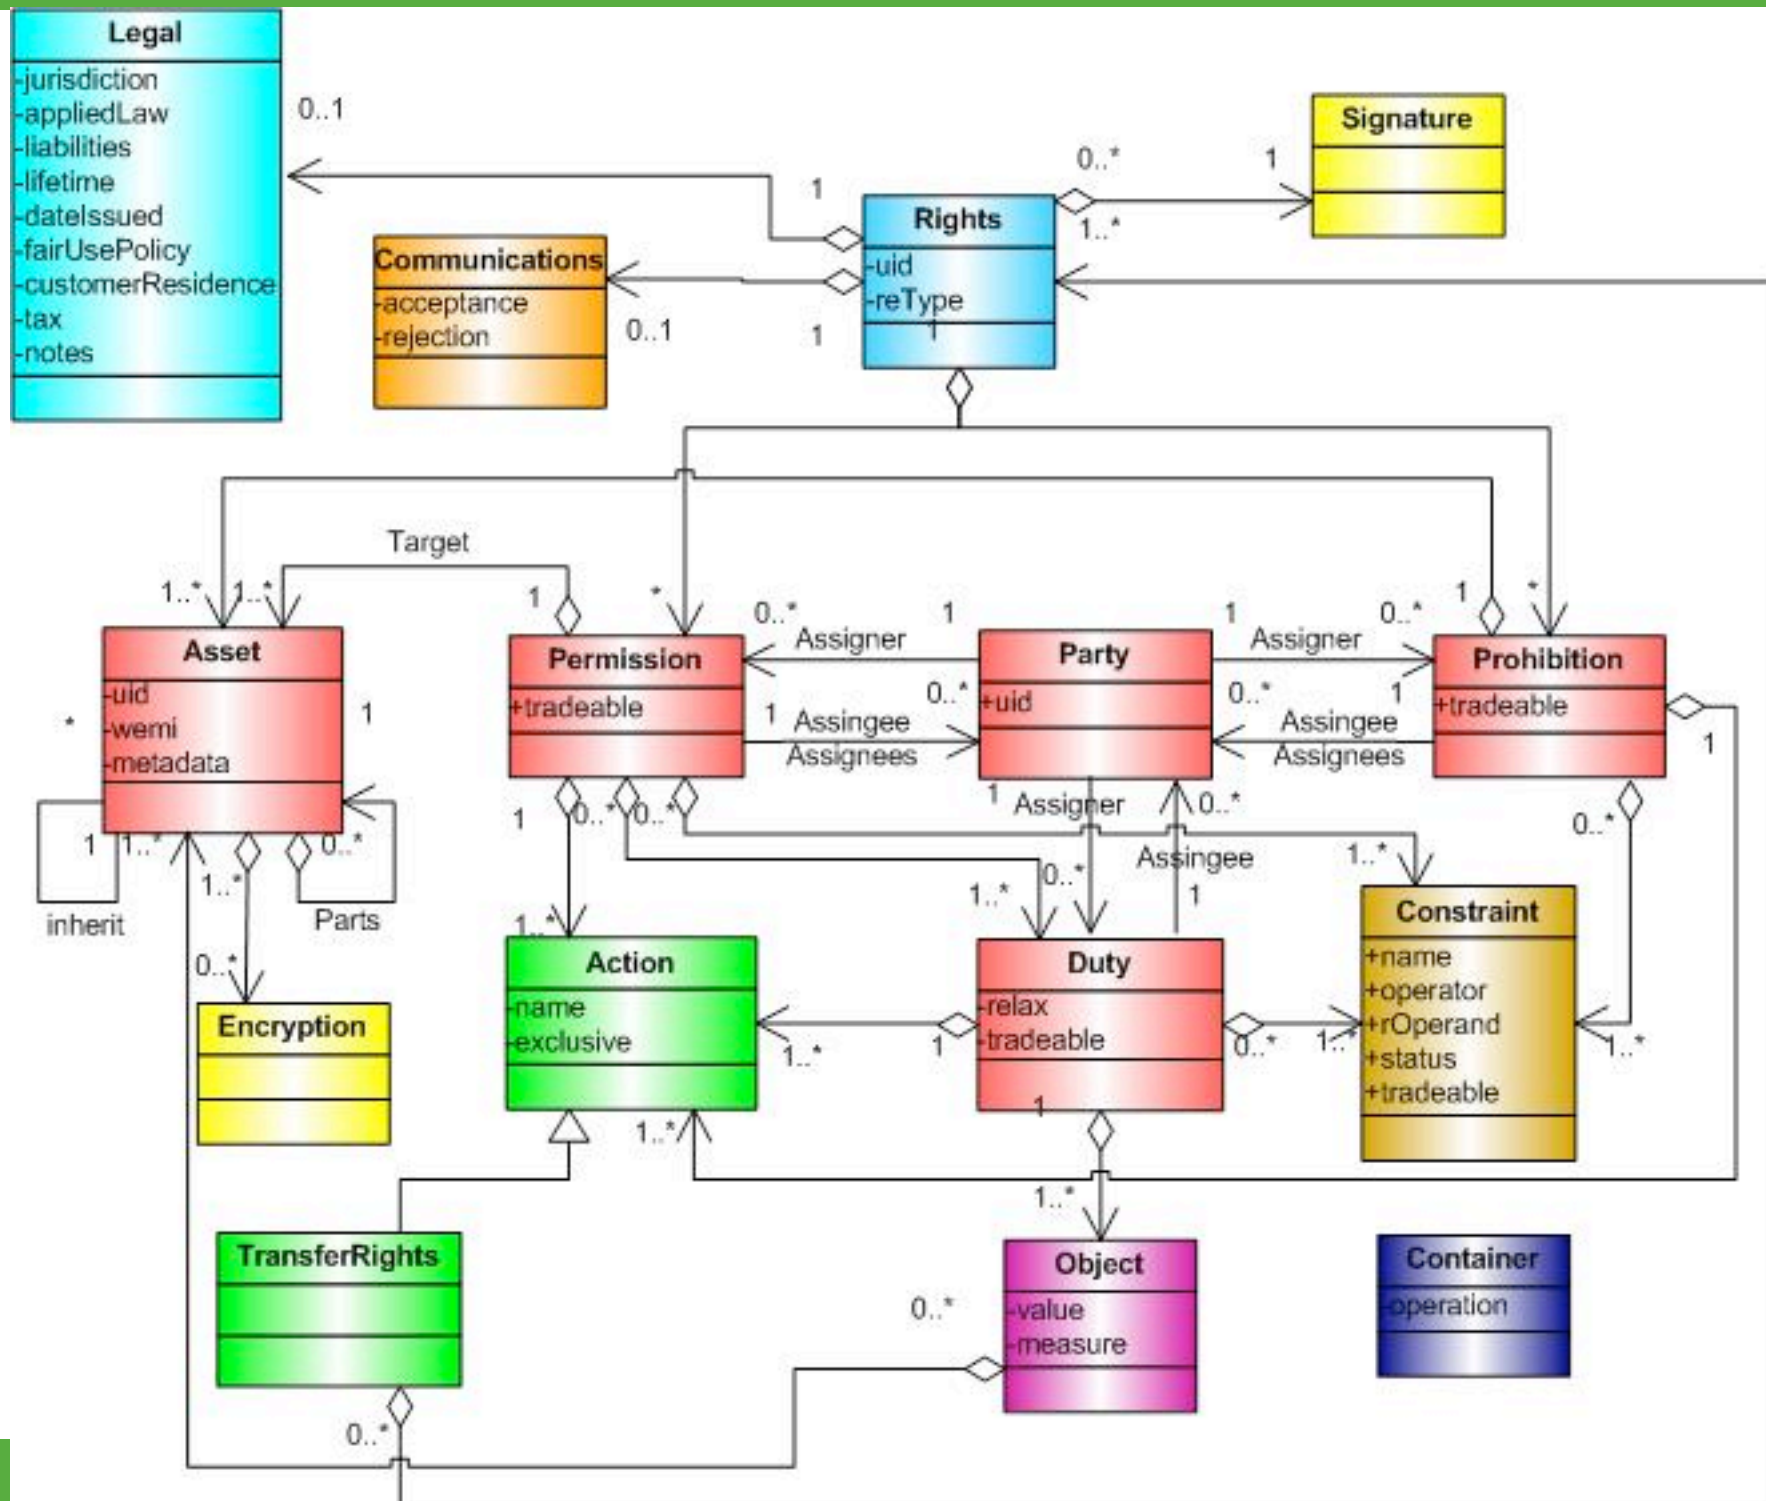 Legal
-jurisdiction
-appliedLaw
-liabilities
-lifetime
-dateIssued
-fairUsePolicy
-customerResidence
-tax
-notes
0..1
Communications
-acceptance
-rejection
0..1
1
1
Rights
-uid
-reType
1
0..*
1
1..*
Signature
Target
1..*
1..*
1
*
0..*
1
Assigner
1
0..*
Assigner
1
*
Asset
-uid
-wemi
-metadata
*
1
1
1..*
0..*
inherit
Parts
1..*
0..*
Permission
+tradeable
1
0..*
Assingee
Assignees
Party
+uid
0..*
1
Assingee
Assignees
Prohibition
+tradeable
1
1
0..*
0..*
1
Assigner
0..*
Assingee
0..*
1..*
0..*
1
1..*
1..*
Encryption
Action
-name
-exclusive
1..*
1
Duty
-relax
-tradeable
1
0..*
1..*
Constraint
+name
+operator
+rOperand
+status
+tradeable
1..*
1..*
1..*
TransferRights
0..*
0..*
Object
-value
-measure
Container
-operation